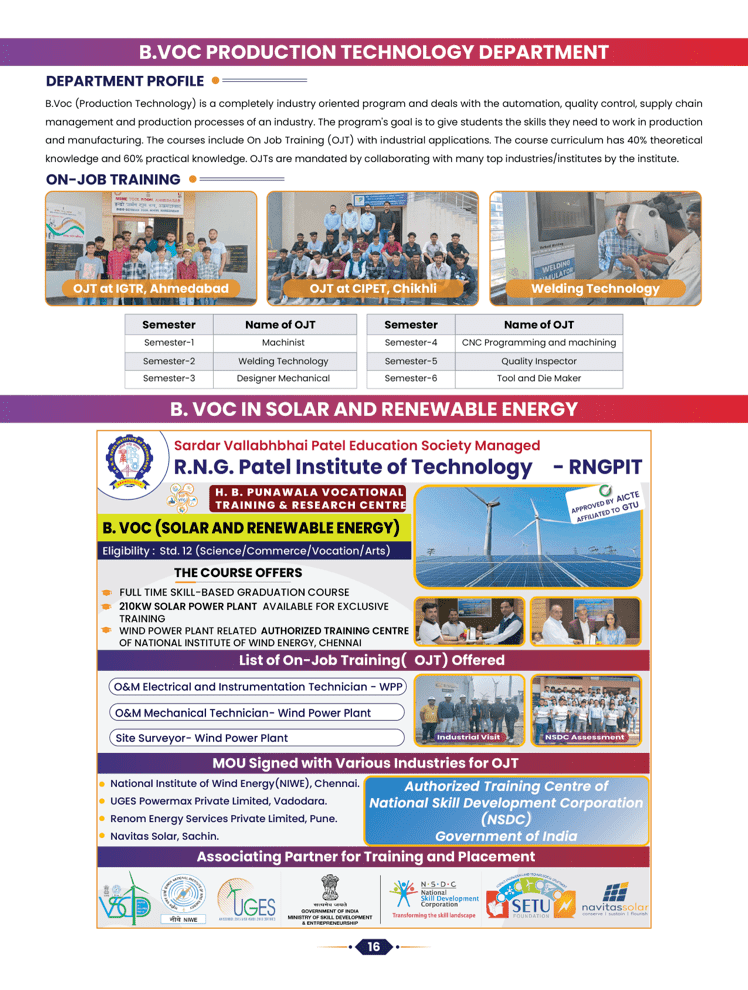 B.VOC PRODUCTION TECHNOLOGY DEPARTMENT
DEPARTMENT PROFILE
B.Voc (Production Technology) is a completely industry oriented program and deals with the automation, quality control, supply chain
management and production processes of an industry. The program's goal is to give students the skills they need to work in production
and manufacturing. The courses include On Job Training (OJT) with industrial applications. The course curriculum has 40% theoretical
knowledge and 60% practical knowledge. OJTs are mandated by collaborating with many top industries/institutes by the institute.
ON-JOB TRAINING
OJT at IGTR, Ahmedabad
OJT at CIPET, Chikhli
WELDING
SIMULATOR
Welding Technology
Semester Name of OJT
Semester-1 Machinist
Semester-2 Welding Technology
Semester-3 Designer Mechanical
Semester Name of OJT
Semester-4 CNC Programming and machining
Semester-5 Quality Inspector
Semester-6 Tool and Die Maker
B. VOC IN SOLAR AND RENEWABLE ENERGY
Sardar Vallabhbhai Patel Education Society Managed
R.N.G. Patel Institute of Technology - RNGPIT
H. B. PUNAWALA VOCATIONAL
TRAINING & RESEARCH CENTRE
APPROVED BY AICTE
AFFILIATED TO GTU
B. VOC (SOLAR AND RENEWABLE ENERGY)
Eligibility : Std. 12 (Science/Commerce/Vocation/Arts)
THE COURSE OFFERS
FULL TIME SKILL-BASED GRADUATION COURSE
210KW SOLAR POWER PLANT AVAILABLE FOR EXCLUSIVE
TRAINING
WIND POWER PLANT RELATED AUTHORIZED TRAINING CENTRE
OF NATIONAL INSTITUTE OF WIND ENERGY, CHENNAI
List of On-Job Training( OJT) Offered
O&M Electrical and Instrumentation Technician - WPP
O&M Mechanical Technician- Wind Power Plant
Site Surveyor- Wind Power Plant
Industrial Visit
NSDC Assessment
MOU Signed with Various Industries for OJT
National Institute of Wind Energy(NIWE), Chennai.
UGES Powermax Private Limited, Vadodara.
Renom Energy Services Private Limited, Pune.
Navitas Solar, Sachin.
Authorized Training Centre of
National Skill Development Corporation
(NSDC)
Government of India
Associating Partner for Training and Placement
नीवे NIWE
UGES
सत्यमेव जयते
GOVERNMENT OF INDIA
MINISTRY OF SKILL DEVELOPMENT
& ENTREPRENEURSHIP
N·S·D·C
National
Skill Development
Corporation
Transforming the skill landscape
SETU
FOUNDATION
navitassolar
conserve | sustain | flourish
16